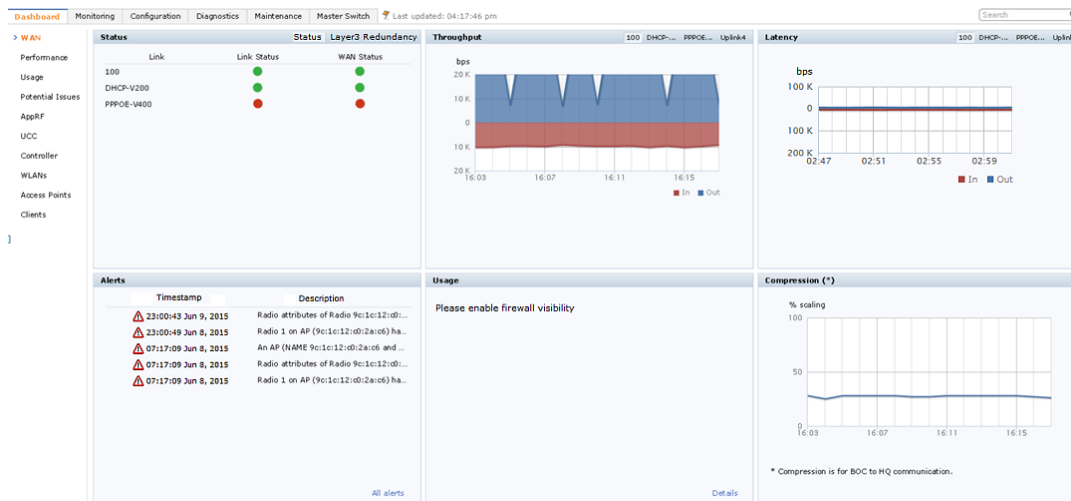 Dashboard Monitoring Configuration Diagnostics Maintenance Master Switch Last updated: 04:17:46 pm Search
WAN
Performance
Usage
Potential Issues
AppRF
UCC
Controller
WLANs
Access Points
Clients
Status Status Layer3 Redundancy
Link Link Status WAN Status
100
DHCP-V200
PPPOE-V400
Throughput 100 DHCP-... PPPOE... Uplink4
bps
20 K
10 K
0
10 K
20 K
16:03 16:07 16:11 16:15
In Out
Latency 100 DHCP-... PPPOE... Uplink
bps
100 K
0
100 K
200 K
02:47 02:51 02:55 02:59
In Out
Alerts
Timestamp Description
23:00:43 Jun 9, 2015 Radio attributes of Radio 9c:1c:12:c0:...
23:00:49 Jun 8, 2015 Radio 1 on AP (9c:1c:12:c0:2a:c6) ha...
07:17:09 Jun 8, 2015 An AP (NAME 9c:1c:12:c0:2a:c6 and ...
07:17:09 Jun 8, 2015 Radio attributes of Radio 9c:1c:12:c0:...
07:17:09 Jun 8, 2015 Radio 1 on AP (9c:1c:12:c0:2a:c6) ha...
All alerts
Usage
Please enable firewall visibility
Details
Compression (*)
% scaling
100
50
0
16:03 16:07 16:11 16:15
* Compression is for BOC to HQ communication.